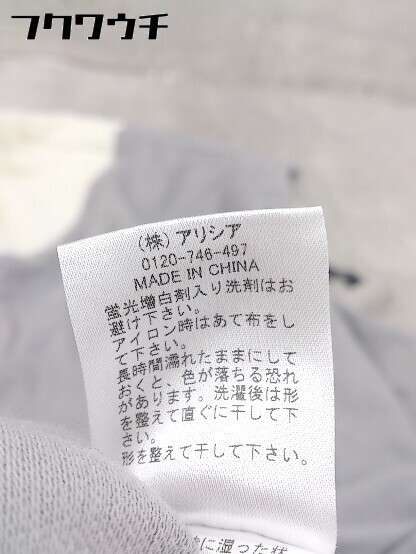 フクワウチ
(株)アリシア
0120-746-497
MADE IN CHINA
蛍光増白剤入り洗剤はお
避け下さい。
アイロン時はあて布をし
て下さい。
長時間濡れたままにして
おくと、色が落ちる恐れ
があります。洗濯後は形
を整えて直ぐに干して下
さい。
形を整えて干して下さい。
に湿った状